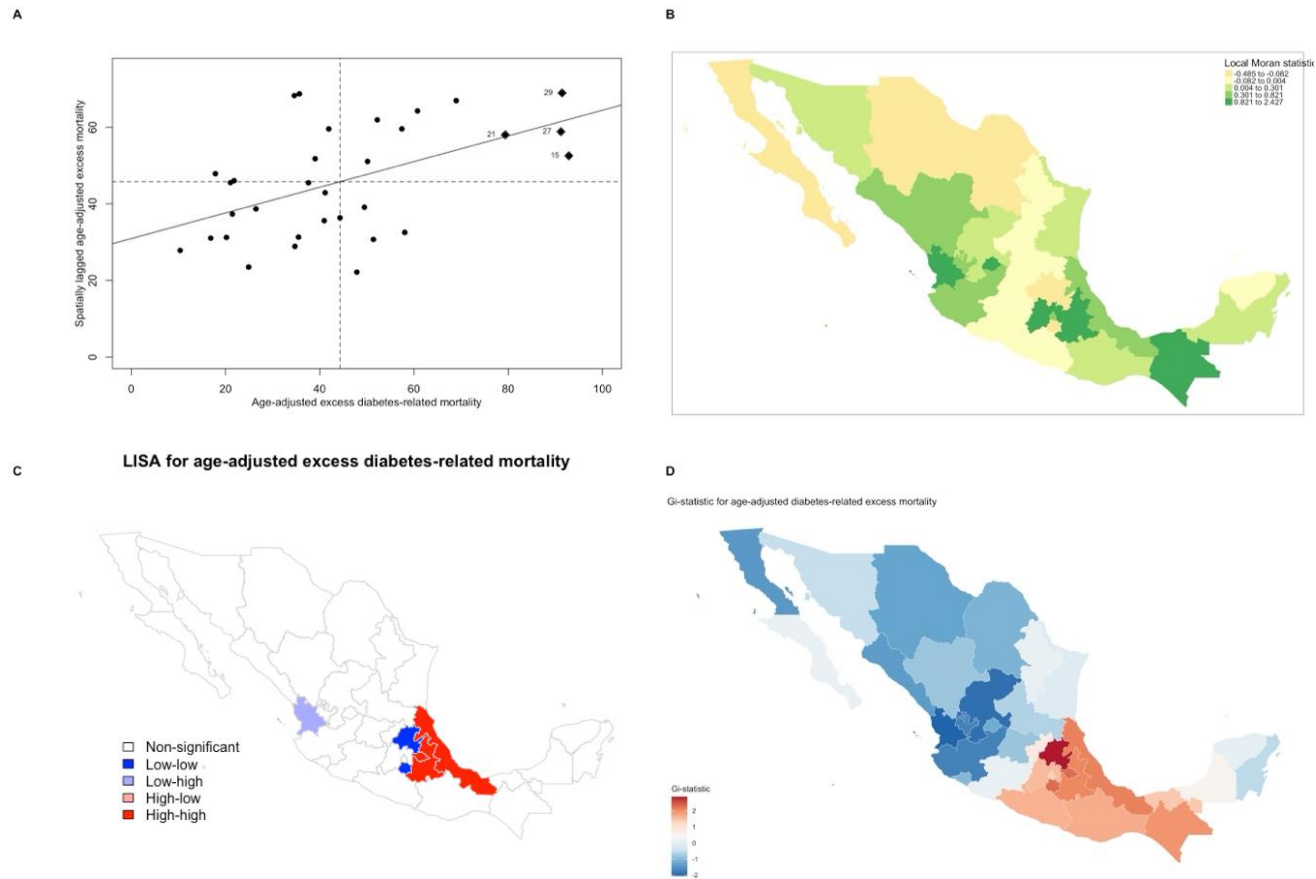 A
B
Spatially lagged age-adjusted excess mortality
60
40
20
0
29
21
27
15
0
20
40
60
80
100
Age-adjusted excess diabetes-related mortality
Local Moran statistic
-0.485 to -0.082
-0.082 to 0.004
0.004 to 0.301
0.301 to 0.821
0.821 to 2.427
C
LISA for age-adjusted excess diabetes-related mortality
Non-significant
Low-low
Low-high
High-low
High-high
D
Gi-statistic for age-adjusted diabetes-related excess mortality
Gi-statistic
2
1
0
-1
-2